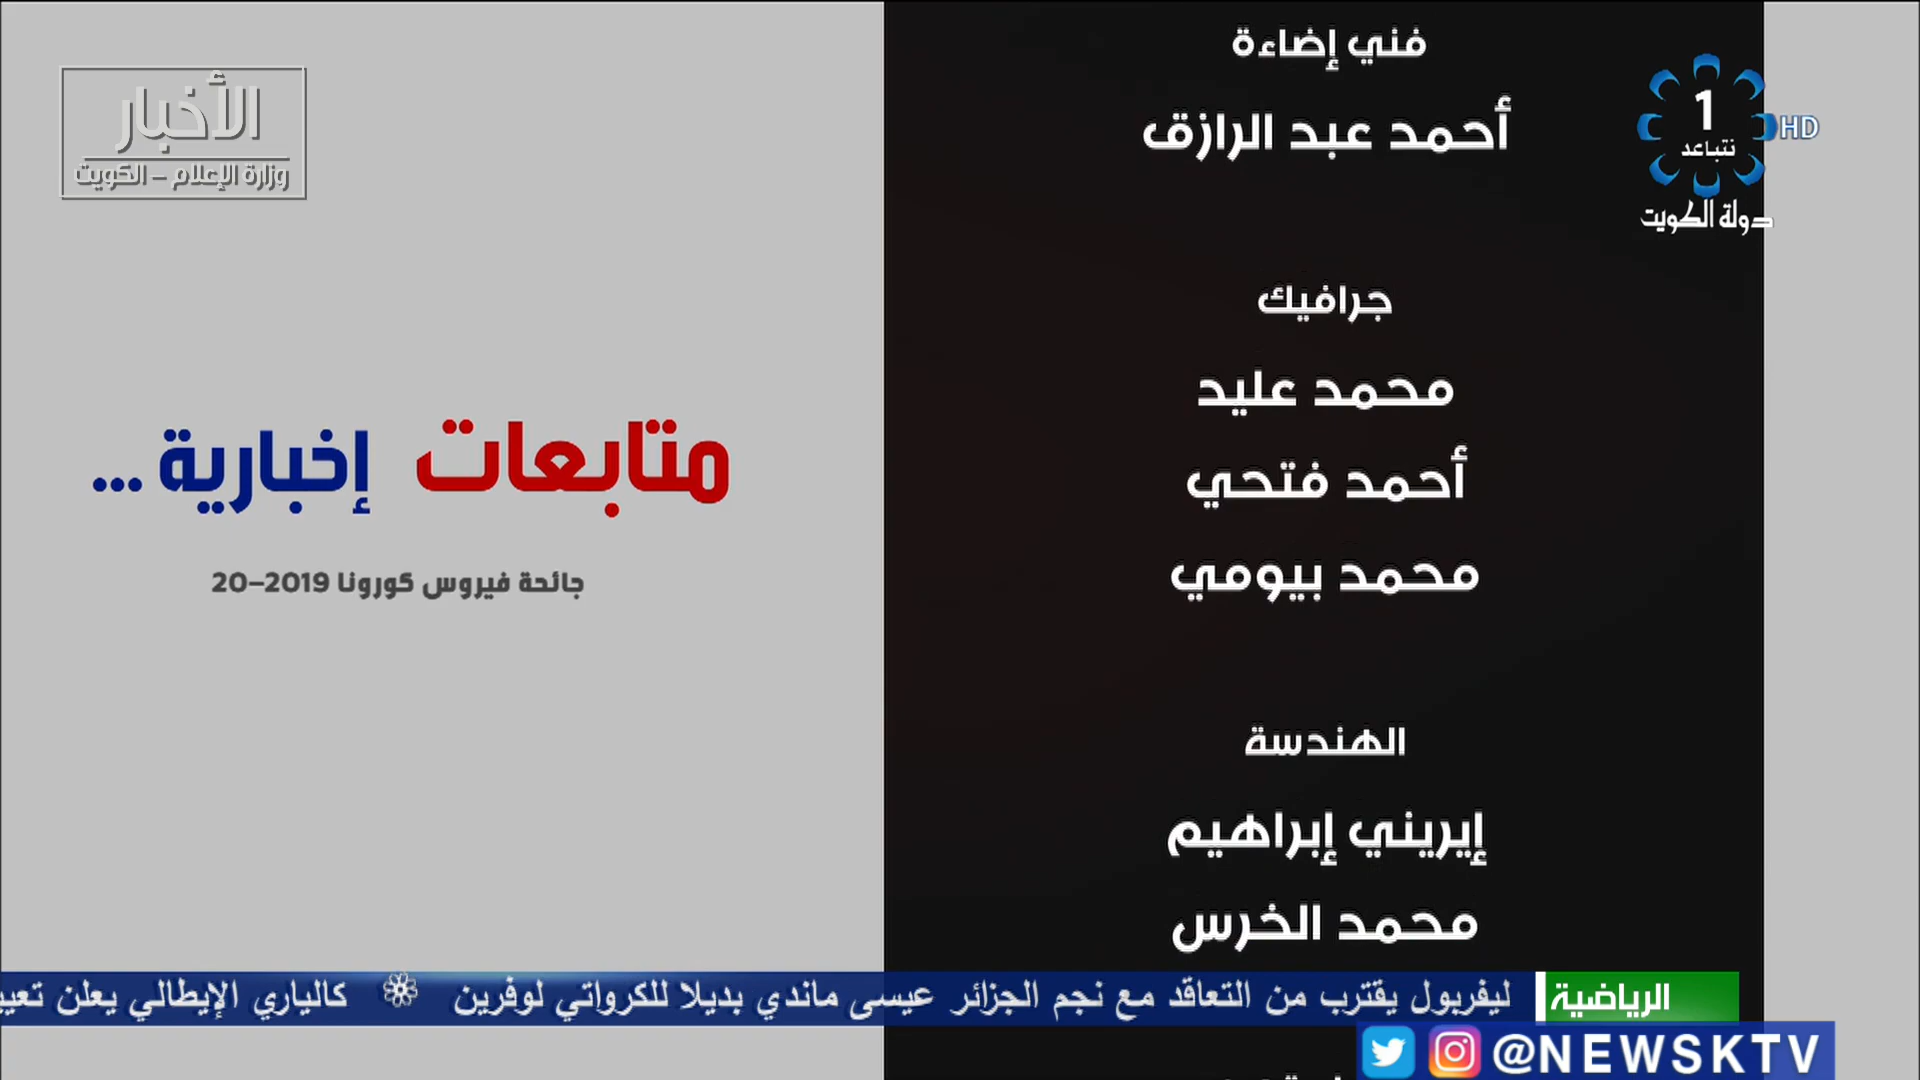 الأخبار
وزارة الإعلام – الكويت
1
نتباعد
HD
دولة الكويت
فني إضاءة
أحمد عبد الرازق
جرافيك
محمد عليد
أحمد فتحي
محمد بيومي
الهندسة
إيريني إبراهيم
محمد الخرس
متابعات إخبارية ...
جائحة فيروس كورونا 2019–20
الرياضية
ليفربول يقترب من التعاقد مع نجم الجزائر عيسى ماندي بديلا للكرواتي لوفرين كالياري الإيطالي يعلن
@NEWSKTV